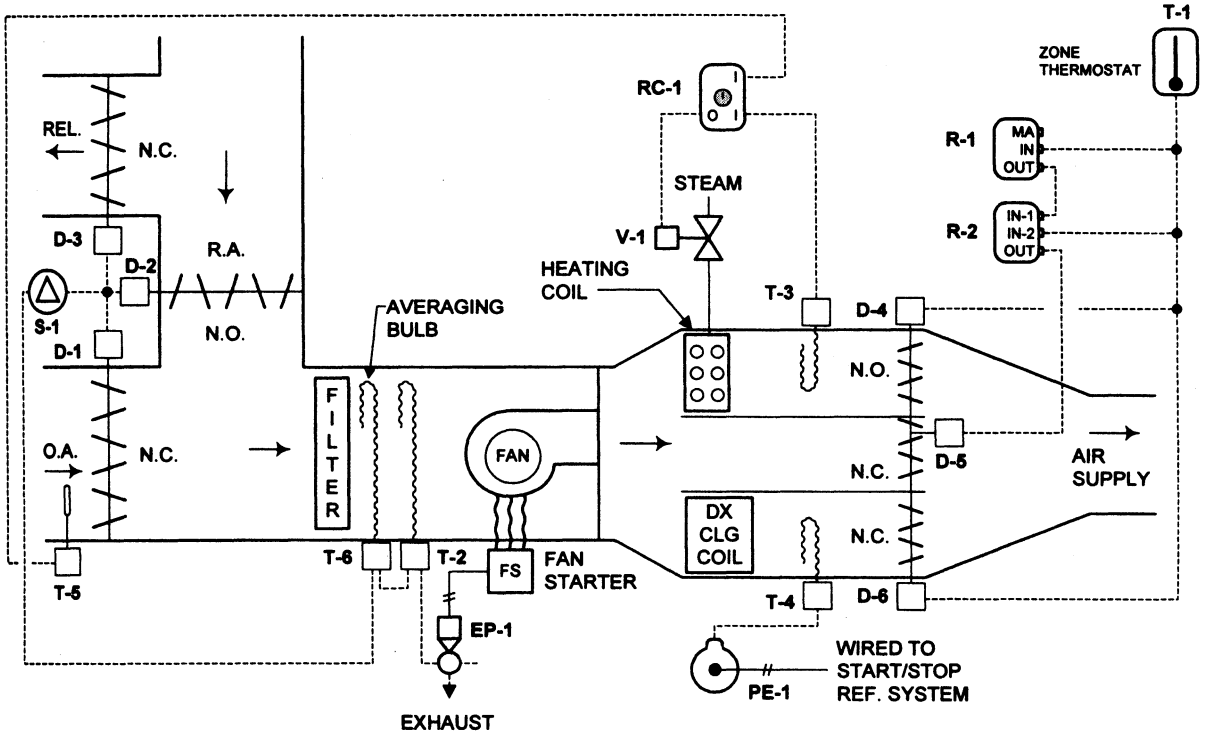 T-1
ZONE
THERMOSTAT
RC-1
I
O
I
R-1
MA
IN
OUT
REL.
N.C.
STEAM
R-2
IN-1
IN-2
OUT
D-3
D-2
R.A.
V-1
HEATING
COIL
S-1
AVERAGING
BULB
T-3
D-4
D-1
N.O.
N.O.
FILTER
O.A.
N.C.
FAN
D-5
AIR
SUPPLY
N.C.
DX
CLG
COIL
N.C.
T-6
T-2
FS
FAN
STARTER
T-5
T-4
D-6
EP-1
WIRED TO
START/STOP
REF. SYSTEM
PE-1
EXHAUST